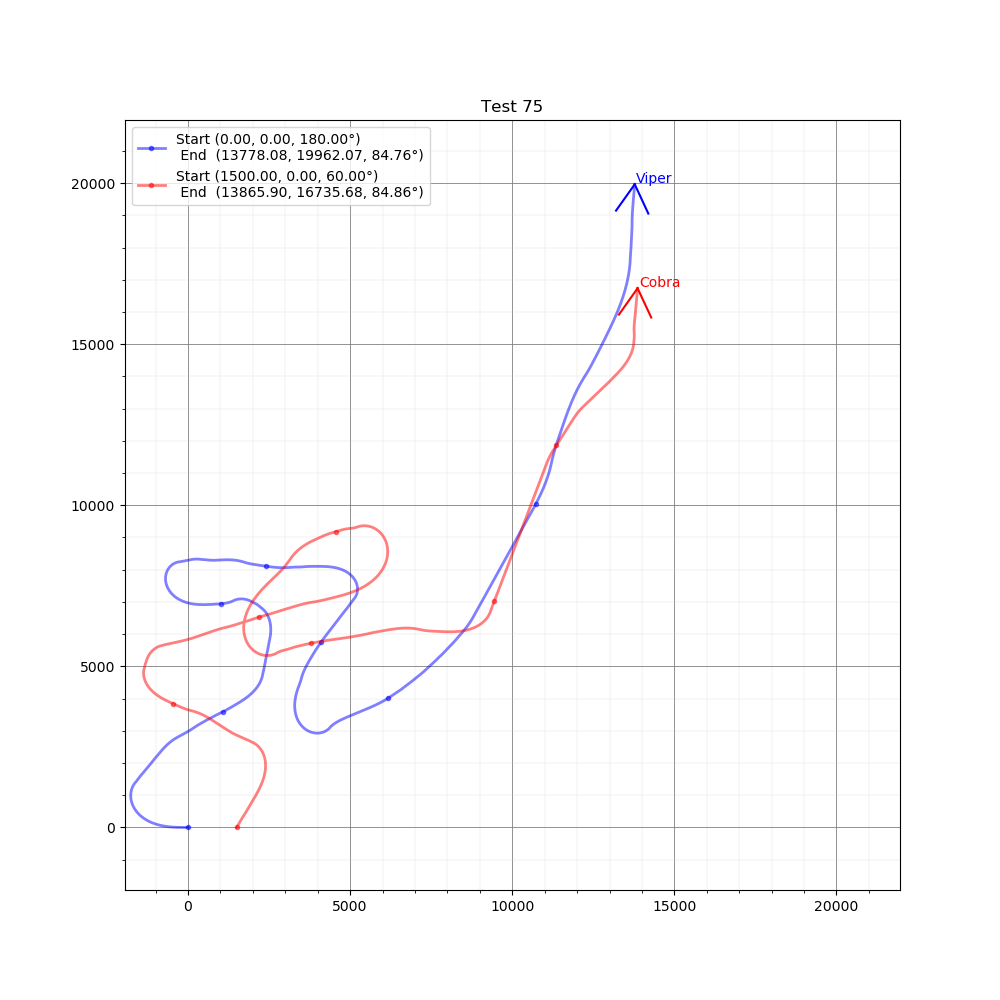 Test 75
Start (0.00, 0.00, 180.00°)
End (13778.08, 19962.07, 84.76°)
Start (1500.00, 0.00, 60.00°)
End (13865.90, 16735.68, 84.86°)
Viper
Cobra
20000
15000
10000
5000
0
0 5000 10000 15000 20000